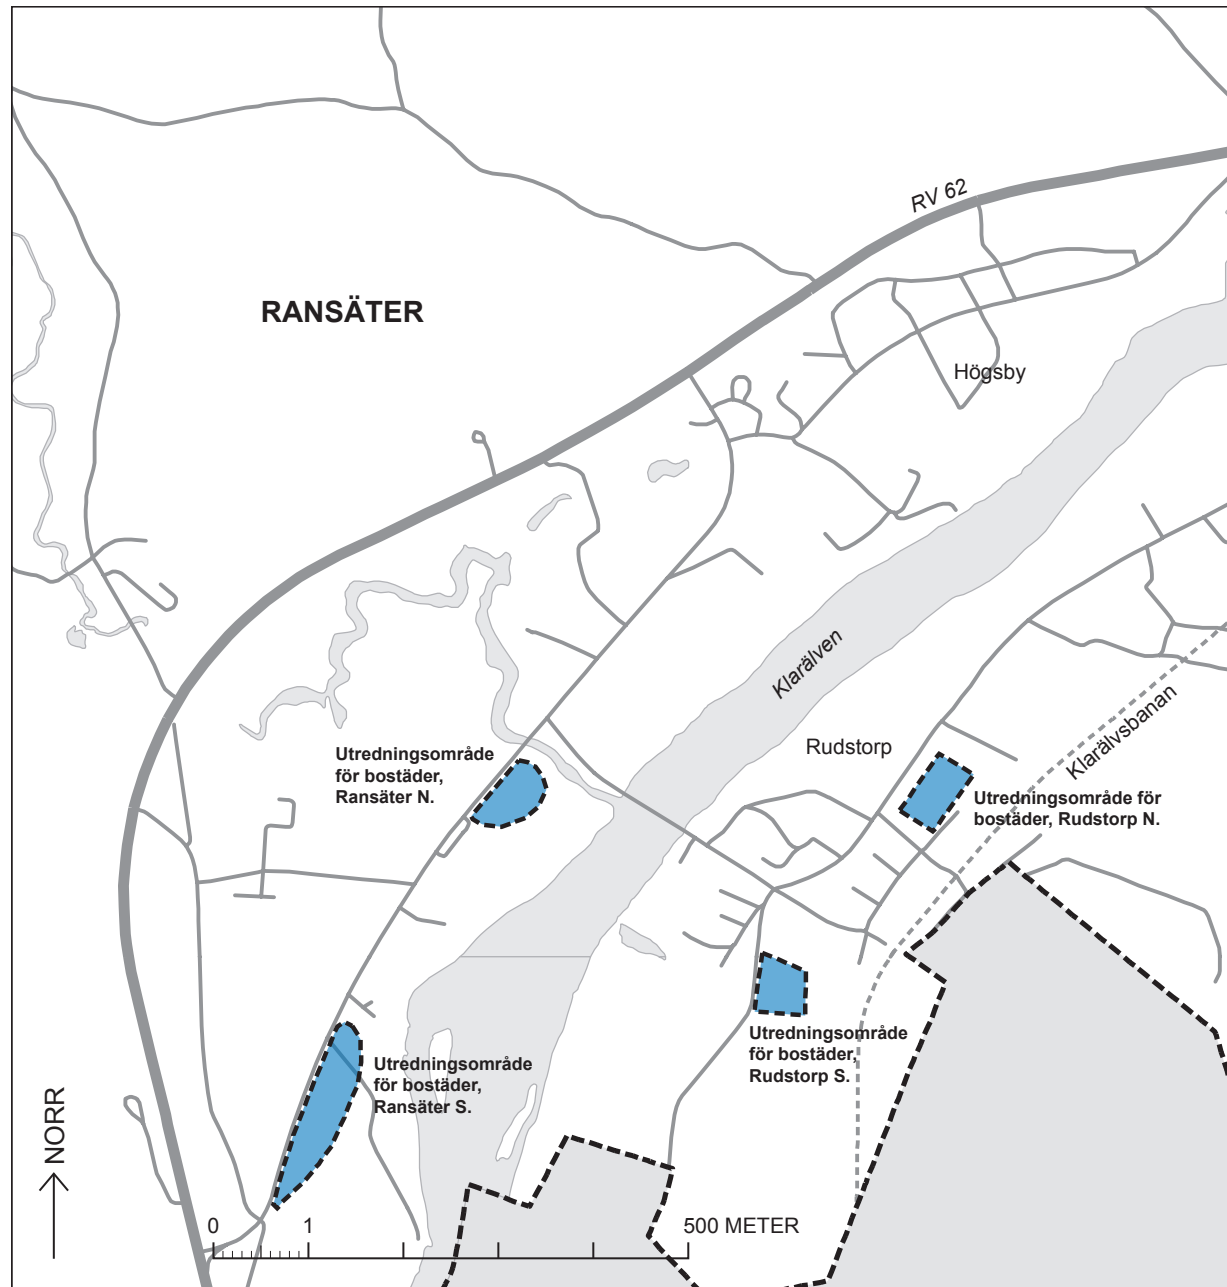 RV 62
RANSÄTER
Högsby
Klarälven
Klarälvsbanan
Rudstorp
Utredningsområde
för bostäder,
Ransäter N.
Utredningsområde för
bostäder, Rudstorp N.
Utredningsområde
för bostäder,
Rudstorp S.
Utredningsområde
för bostäder,
Ransäter S.
NORR
0 1 500 METER